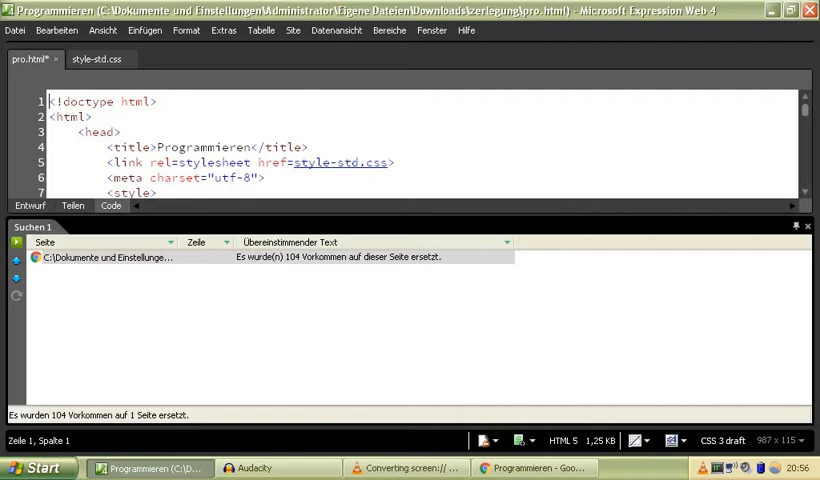 Programmieren (C:\Dokumente und Einstellungen\Administrator\Eigene Dateien\Downloads\zerlegung\pro.html) - Microsoft Expression Web 4
Datei Bearbeiten Ansicht Einfügen Format Extras Tabelle Site Datenansicht Bereiche Fenster Hilfe
pro.html* × style-std.css
1 <!doctype html>
2 <html>
3 <head>
4 <title>Programmieren</title>
5 <link rel=stylesheet href=style-std.css>
6 <meta charset="utf-8">
7 <style>
Entwurf Teilen Code
Suchen 1
Seite Zeile Übereinstimmender Text
C:\Dokumente und Einstellunge... Es wurde(n) 104 Vorkommen auf dieser Seite ersetzt.
Es wurden 104 Vorkommen auf 1 Seite ersetzt.
Zeile 1, Spalte 1 HTML 5 1,25 KB CSS 3 draft 987 x 115
Start Programmieren (C:\D... Audacity Converting screen:// ... Programmieren - Goo... 20:56